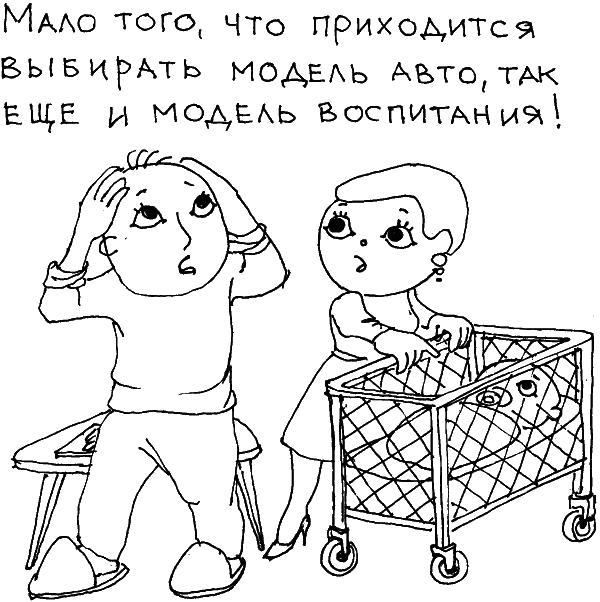 Мало того, что приходится
выбирать модель авто, так
еще и модель воспитания!